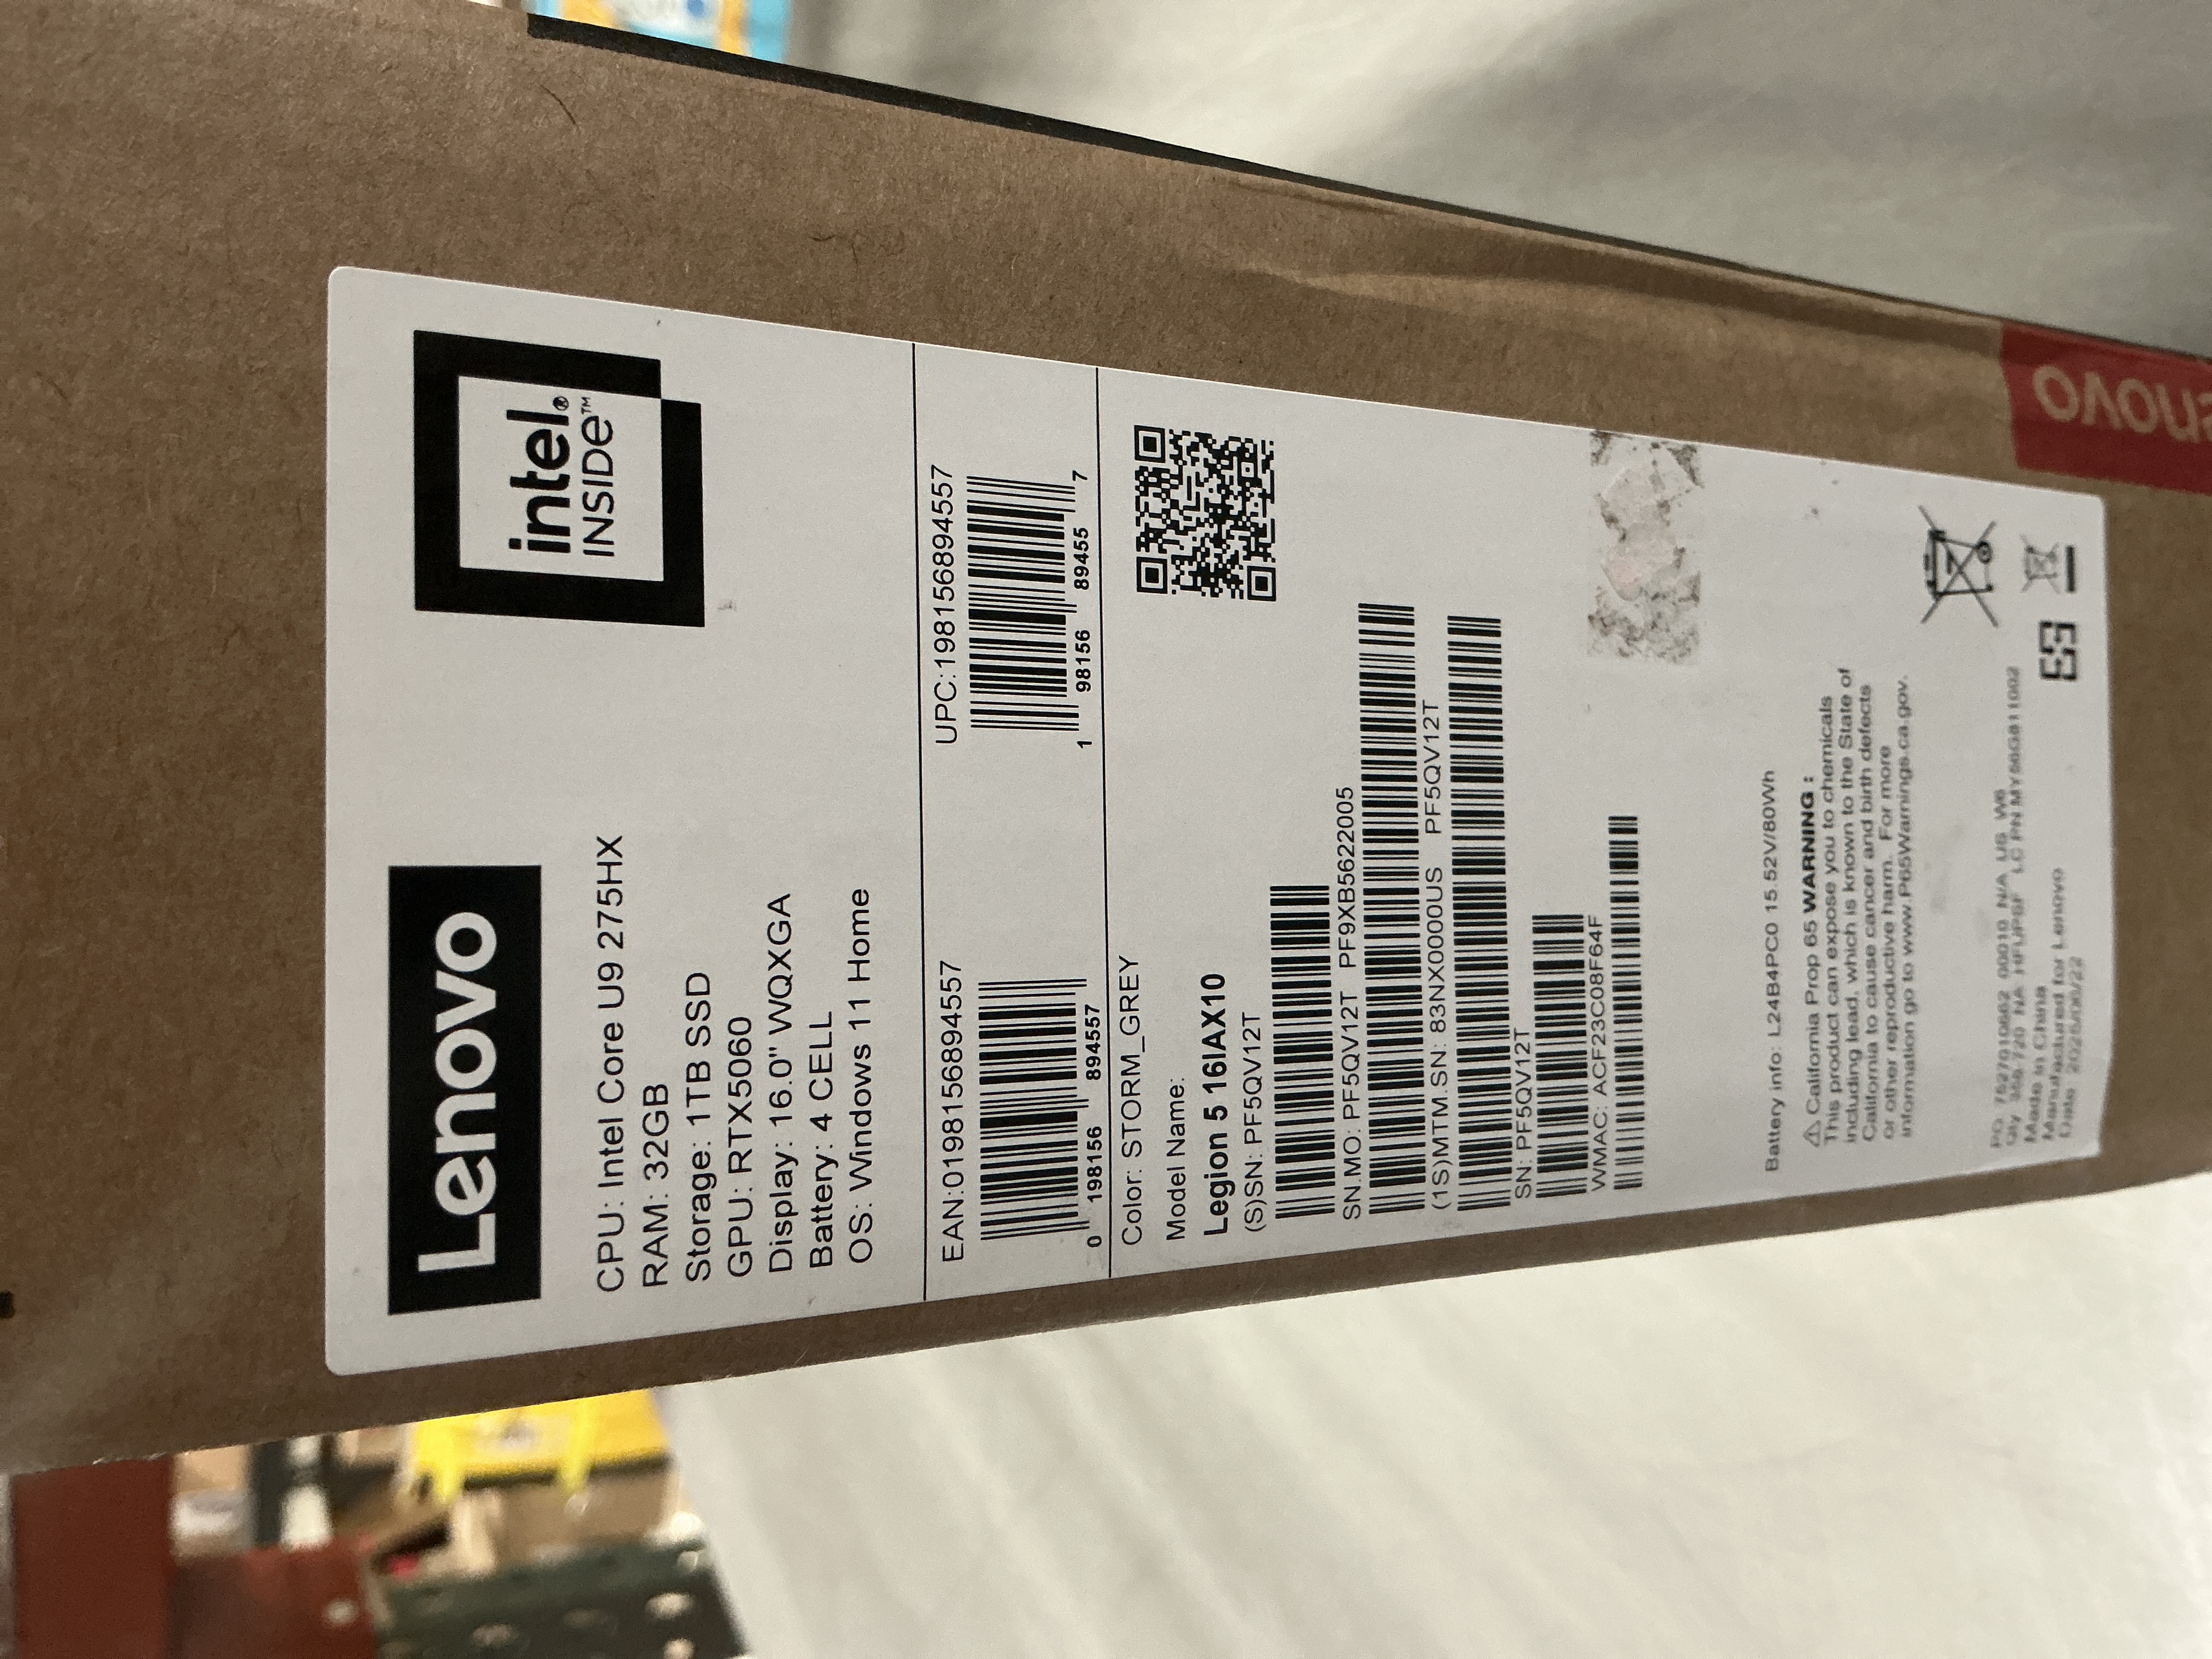 Lenovo
intel®
INSIDE™
CPU: Intel Core U9 275HX
RAM: 32GB
Storage: 1TB SSD
GPU: RTX5060
Display: 16.0" WQXGA
Battery: 4 CELL
OS: Windows 11 Home
EAN:0198156894557
0 198156 894557
UPC:198156894557
1 98156 89455 7
Color: STORM_GREY
Model Name:
Legion 5 16IAX10
(S)SN: PF5QV12T
SN.MO: PF5QV12T PF9XB5622005
(1S)MTM.SN: 83NX0000US PF5QV12T
SN: PF5QV12T
WMAC: ACF23C08F64F
Battery info: L24B4PC0 15.52V/80Wh
⚠ California Prop 65 WARNING :
This product can expose you to chemicals
including lead, which is known to the State of
California to cause cancer and birth defects
or other reproductive harm. For more
information go to www.P65Warnings.ca.gov.
Made in China
Manufactured for Lenovo
enovo